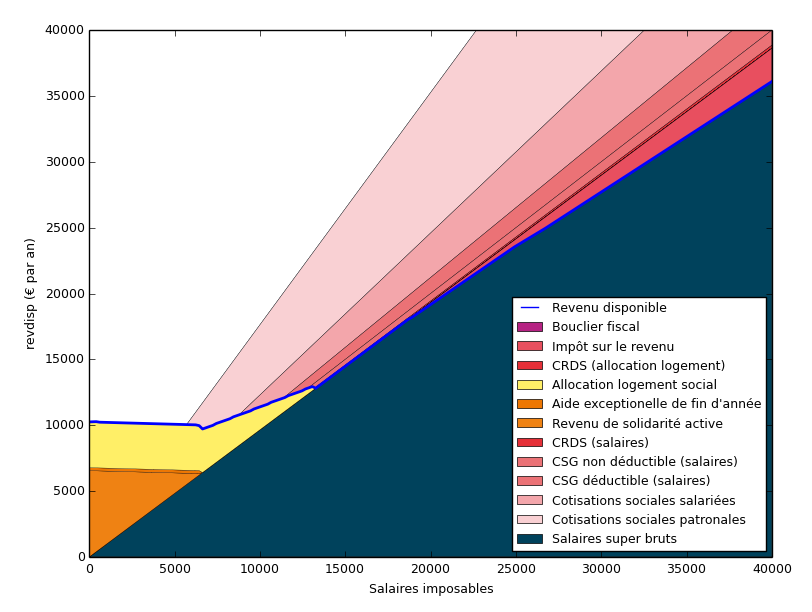 40000
35000
30000
25000
20000
15000
10000
5000
0
revdisp (€ par an)
0 5000 10000 15000 20000 25000 30000 35000 40000
Salaires imposables
Revenu disponible
Bouclier fiscal
Impôt sur le revenu
CRDS (allocation logement)
Allocation logement social
Aide exceptionelle de fin d'année
Revenu de solidarité active
CRDS (salaires)
CSG non déductible (salaires)
CSG déductible (salaires)
Cotisations sociales salariées
Cotisations sociales patronales
Salaires super bruts